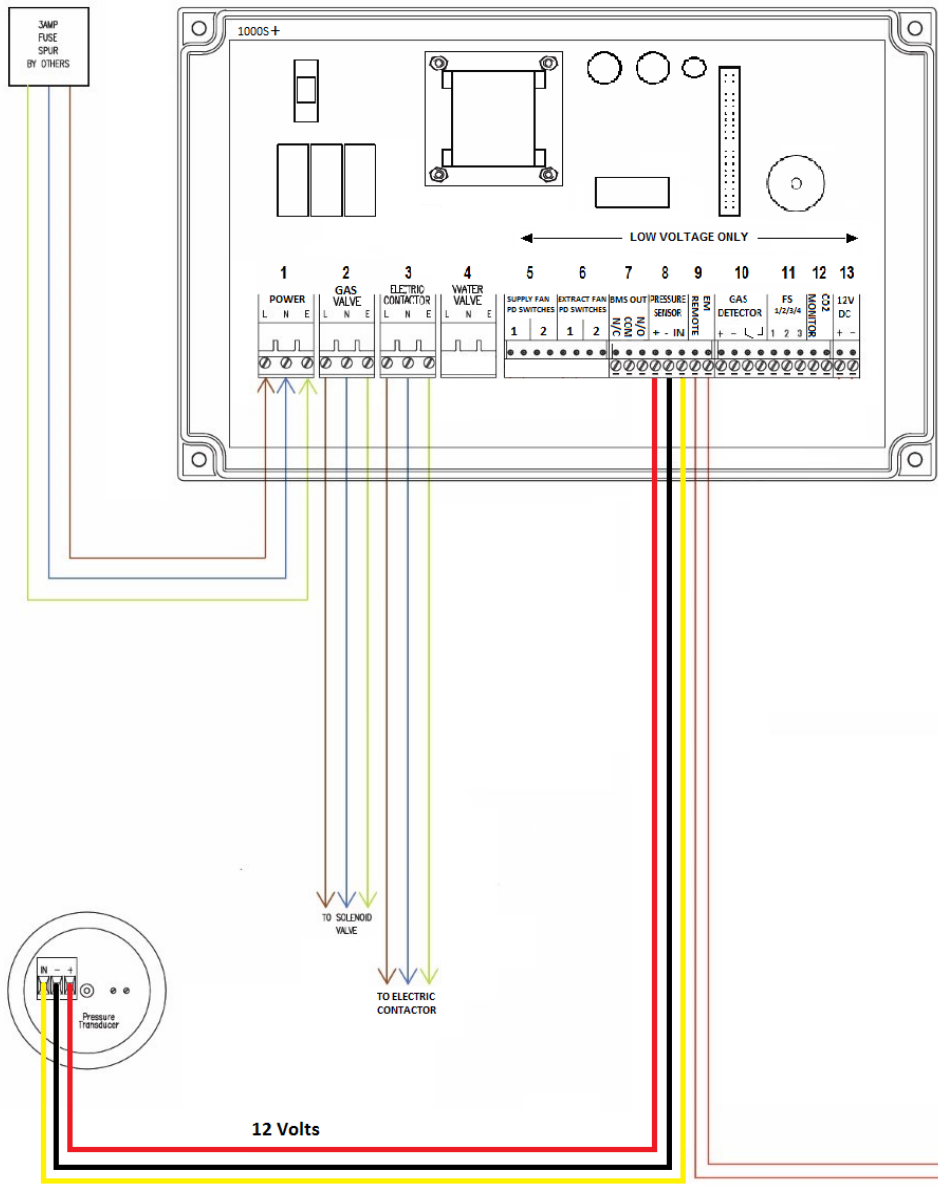 3AMP
FUSE
SPUR
BY OTHERS
1000S+
LOW VOLTAGE ONLY
1 2 3 4 5 6 7 8 9 10 11 12 13
POWER
L N E
GAS
VALVE
L N E
ELECTRIC
CONTACTOR
L N E
WATER
VALVE
L N E
SUPPLY FAN
PD SWITCHES
1 2
EXTRACT FAN
PD SWITCHES
1 2
BMS OUT
N/C
COM
N/O
PRESSURE
SENSOR
+ - IN
REMOTE
EM
GAS
DETECTOR
+ -
FS
1/2/3/4
1 2 3
MONITOR
CO2
12V
DC
+ -
TO SOLENOID
VALVE
TO ELECTRIC
CONTACTOR
IN - +
Pressure
Transducer
12 Volts